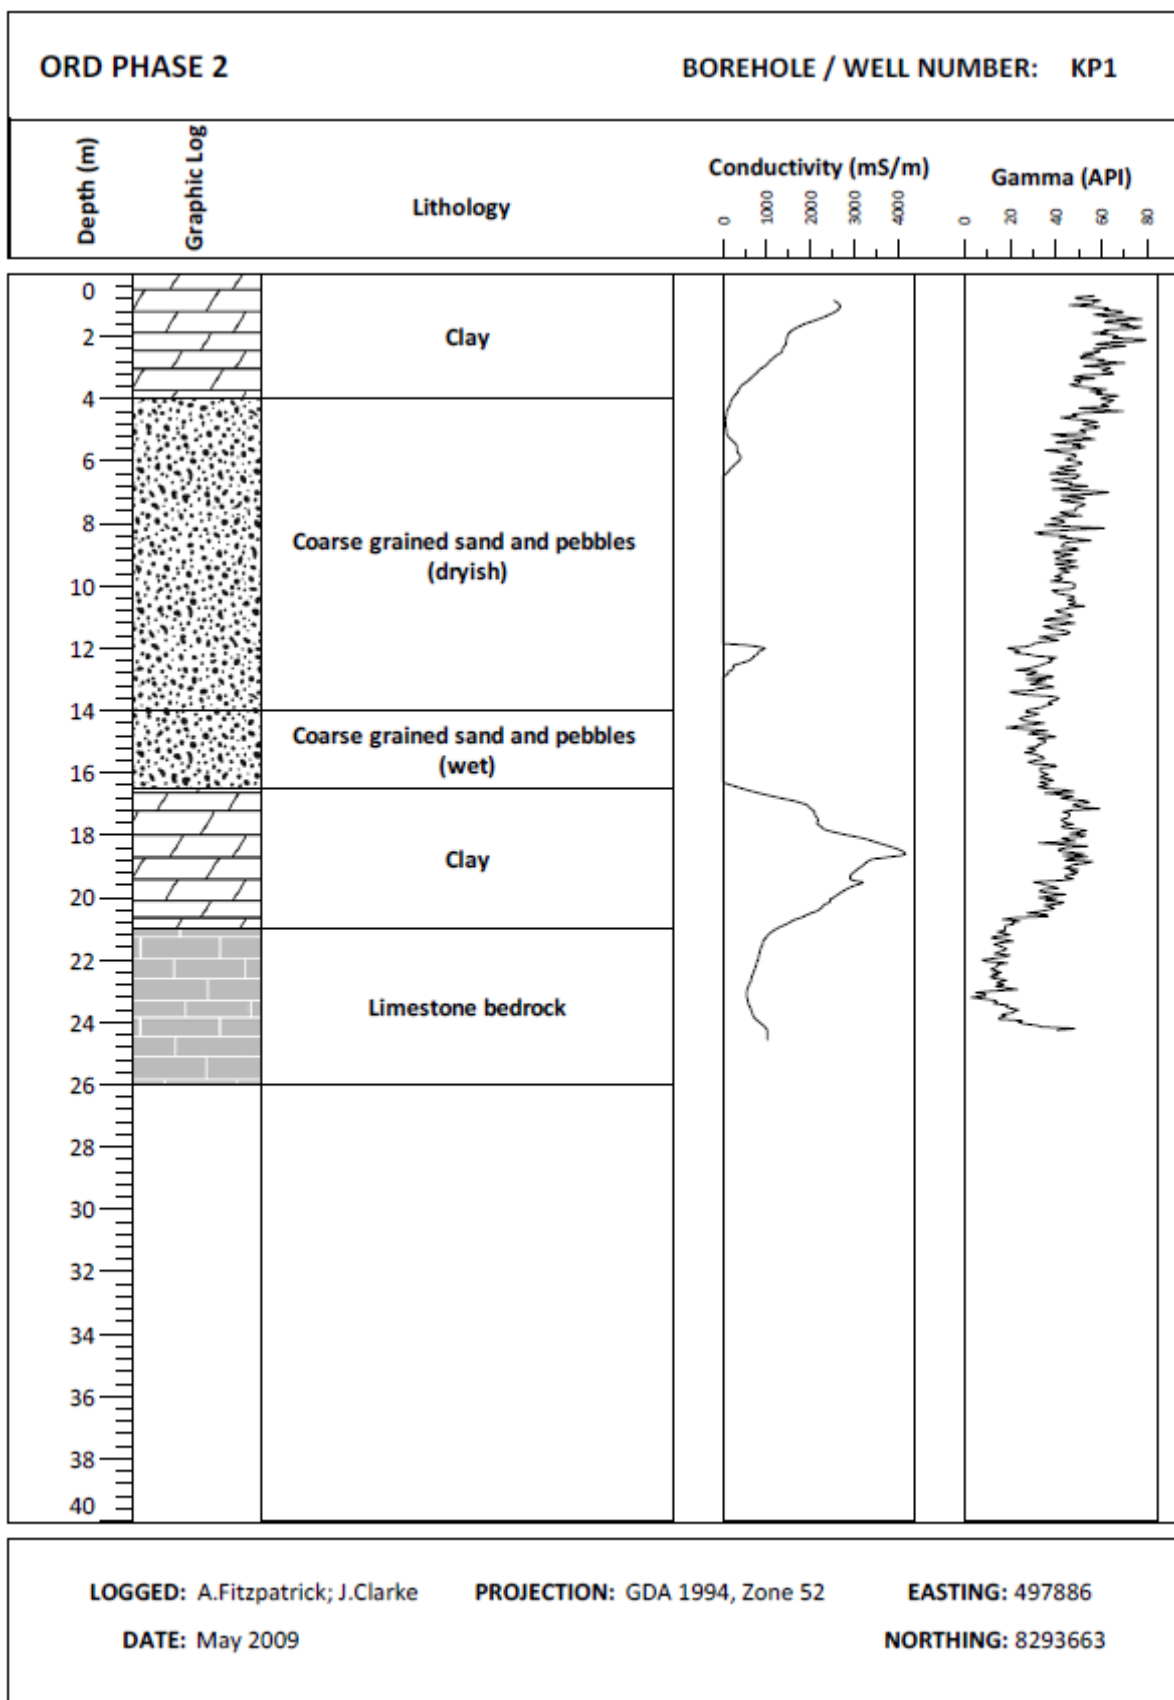 ORD PHASE 2
BOREHOLE / WELL NUMBER: KP1
Depth (m)
Graphic Log
Lithology
Conductivity (mS/m)
0 1000 2000 3000 4000
Gamma (API)
0 20 40 60 80
0
2
Clay
4
6
8
Coarse grained sand and pebbles
(dryish)
10
12
14
Coarse grained sand and pebbles
(wet)
16
18
Clay
20
22
Limestone bedrock
24
26
28
30
32
34
36
38
40
LOGGED: A.Fitzpatrick; J.Clarke PROJECTION: GDA 1994, Zone 52 EASTING: 497886
DATE: May 2009 NORTHING: 8293663